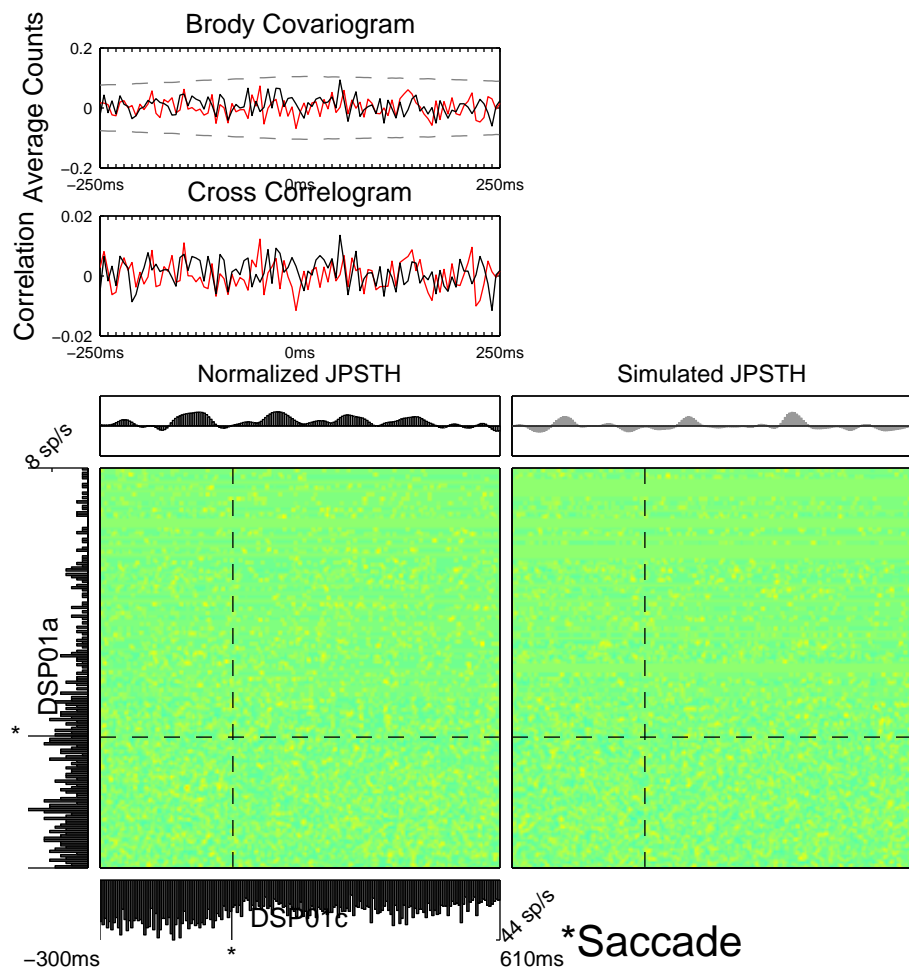 Brody Covariogram
Average Counts
0.2
0
−0.2
−250ms
0ms
250ms
Cross Correlogram
Correlation
0.02
0
−0.02
−250ms
0ms
250ms
Normalized JPSTH
Simulated JPSTH
8 sp/s
DSP01a
*
DSP01c
44 sp/s
*
−300ms
610ms
*Saccade